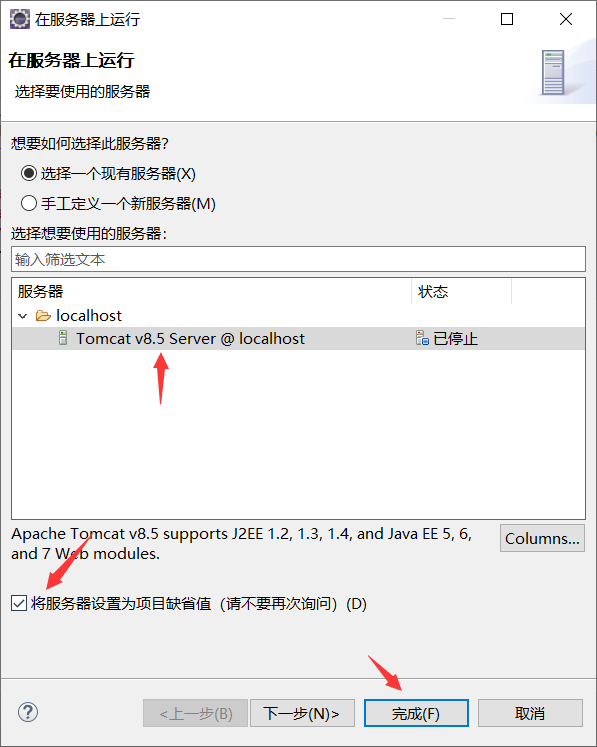 在服务器上运行
在服务器上运行
选择要使用的服务器
想要如何选择此服务器?
选择一个现有服务器(X)
手工定义一个新服务器(M)
选择想要使用的服务器:
输入筛选文本
服务器 状态
localhost
Tomcat v8.5 Server @ localhost 已停止
Apache Tomcat v8.5 supports J2EE 1.2, 1.3, 1.4, and Java EE 5, 6,
and 7 Web modules.
Columns...
将服务器设置为项目缺省值（请不要再次询问）(D)
? <上一步(B) 下一步(N)> 完成(F) 取消